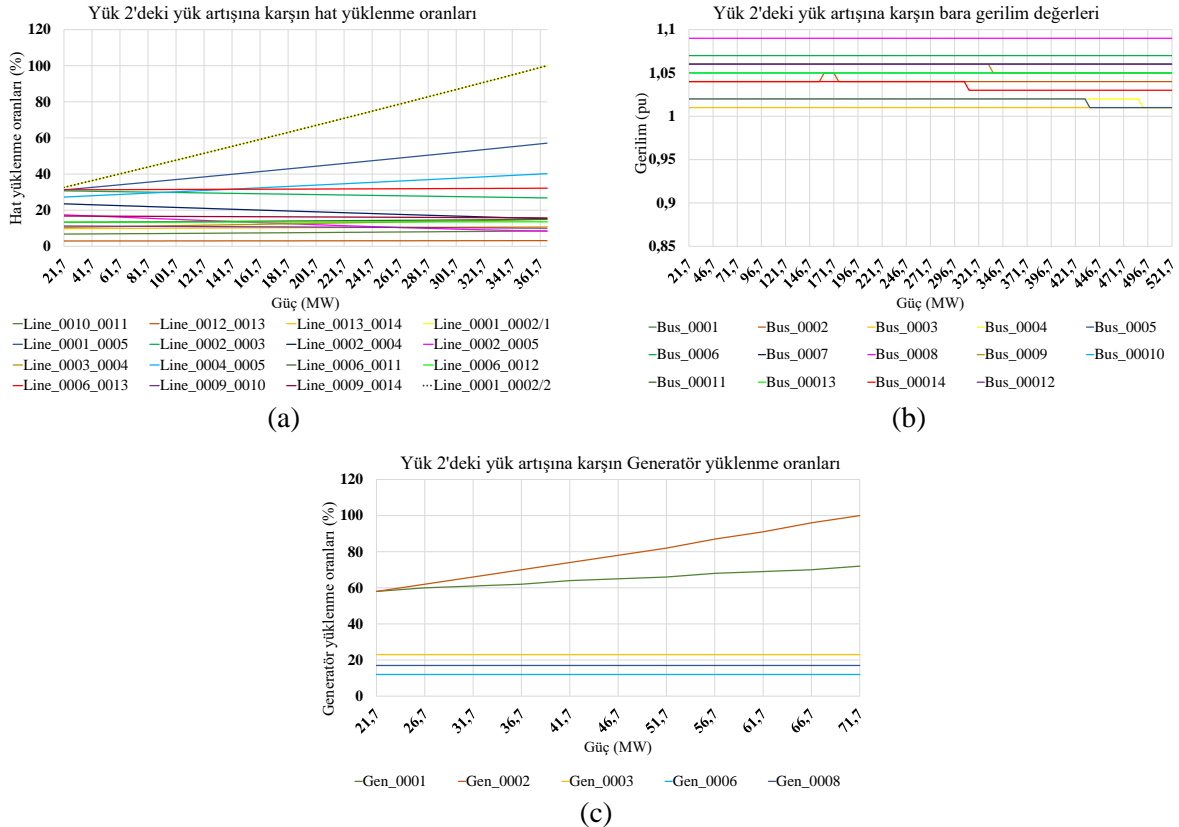 Yük 2'deki yük artışına karşın hat yüklenme oranları
Hat yüklenme oranları (%)
120
100
80
60
40
20
0
21,7 41,7 61,7 81,7 101,7 121,7 141,7 161,7 181,7 201,7 221,7 241,7 261,7 281,7 301,7 321,7 341,7 361,7
Güç (MW)
Line_0010_0011 Line_0012_0013 Line_0013_0014 Line_0001_0002/1
Line_0001_0005 Line_0002_0003 Line_0002_0004 Line_0002_0005
Line_0003_0004 Line_0004_0005 Line_0006_0011 Line_0006_0012
Line_0006_0013 Line_0009_0010 Line_0009_0014 Line_0001_0002/2
(a)
Yük 2'deki yük artışına karşın bara gerilim değerleri
Gerilim (pu)
1,1
1,05
1
0,95
0,9
0,85
21,7 46,7 71,7 96,7 121,7 146,7 171,7 196,7 221,7 246,7 271,7 296,7 321,7 346,7 371,7 396,7 421,7 446,7 471,7 496,7 521,7
Güç (MW)
Bus_0001 Bus_0002 Bus_0003 Bus_0004 Bus_0005
Bus_0006 Bus_0007 Bus_0008 Bus_0009 Bus_00010
Bus_00011 Bus_00013 Bus_00014 Bus_00012
(b)
Yük 2'deki yük artışına karşın Generatör yüklenme oranları
Generatör yüklenme oranları (%)
120
100
80
60
40
20
0
21,7 26,7 31,7 36,7 41,7 46,7 51,7 56,7 61,7 66,7 71,7
Güç (MW)
Gen_0001 Gen_0002 Gen_0003 Gen_0006 Gen_0008
(c)